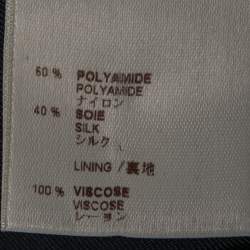 60 % POLYAMIDE
POLYAMIDE
ナイロン
40 % SOIE
SILK
シルク
LINING / 裏地
100 % VISCOSE
VISCOSE
レーヨン